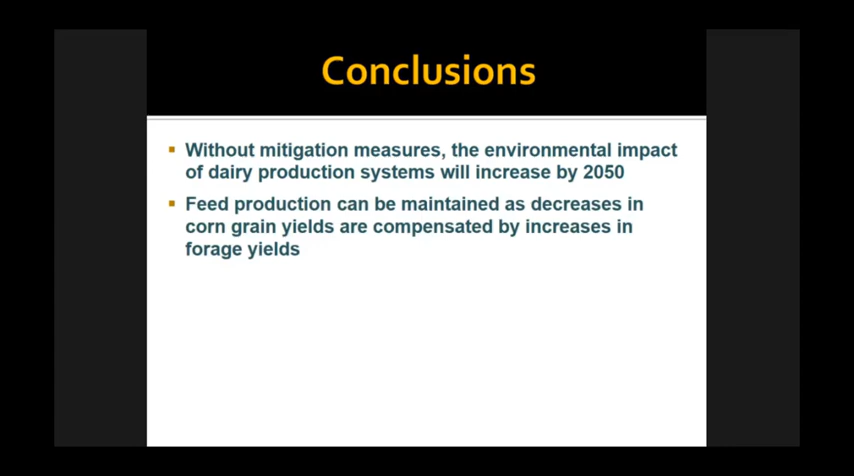 Conclusions
Without mitigation measures, the environmental impact
of dairy production systems will increase by 2050
Feed production can be maintained as decreases in
corn grain yields are compensated by increases in
forage yields